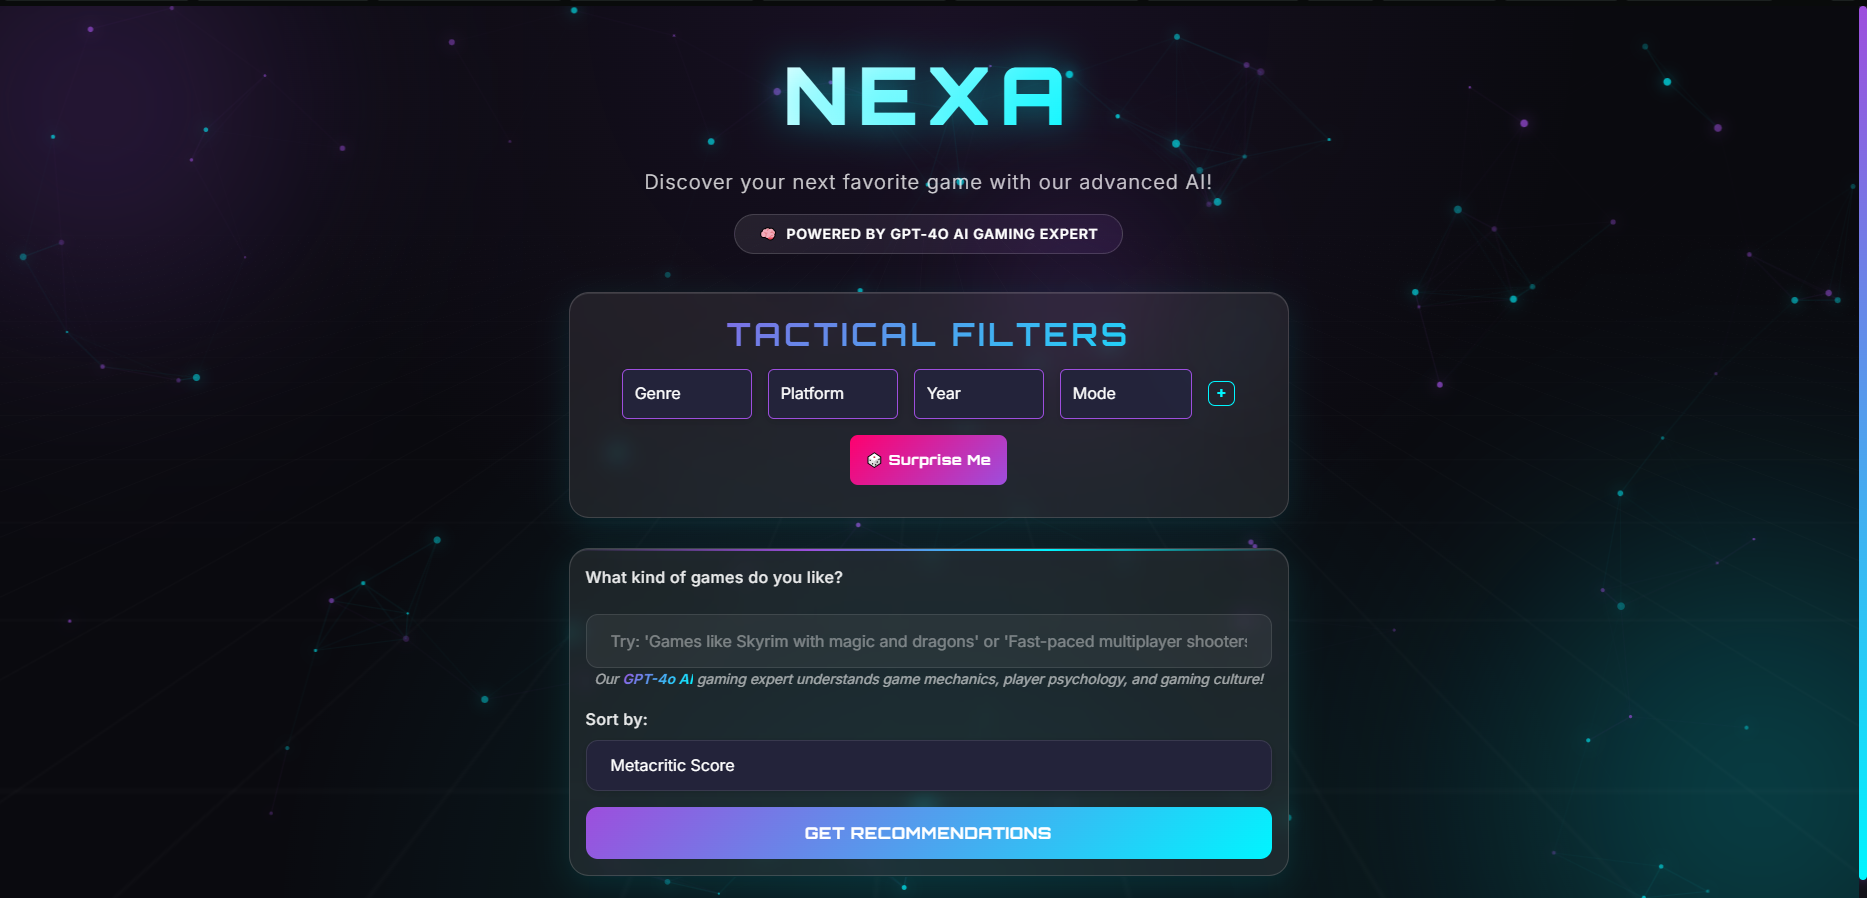 NEXA
Discover your next favorite game with our advanced AI!
🧠 POWERED BY GPT-4O AI GAMING EXPERT
TACTICAL FILTERS
Genre Platform Year Mode +
🎲 Surprise Me
What kind of games do you like?
Try: 'Games like Skyrim with magic and dragons' or 'Fast-paced multiplayer shooters
Our GPT-4o AI gaming expert understands game mechanics, player psychology, and gaming culture!
Sort by:
Metacritic Score
GET RECOMMENDATIONS